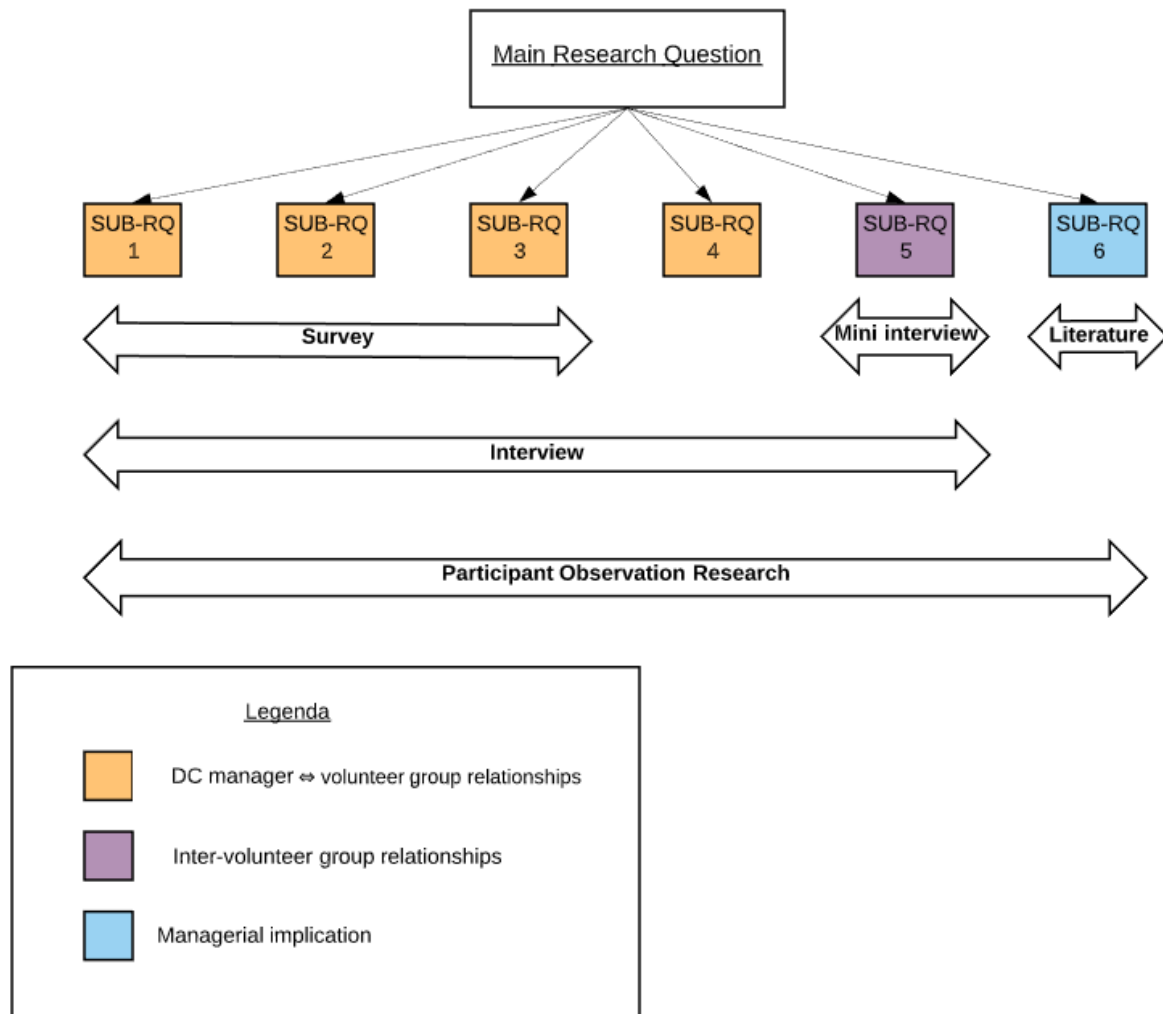 Main Research Question
SUB-RQ
1
SUB-RQ
2
SUB-RQ
3
SUB-RQ
4
SUB-RQ
5
SUB-RQ
6
Survey
Mini interview
Literature
Interview
Participant Observation Research
Legenda
DC manager ⇔ volunteer group relationships
Inter-volunteer group relationships
Managerial implication